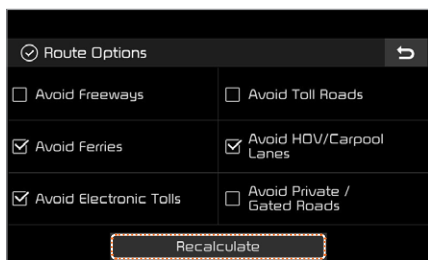 Route Options
Avoid Freeways
Avoid Toll Roads
Avoid Ferries
Avoid HOV/Carpool
Lanes
Avoid Electronic Tolls
Avoid Private /
Gated Roads
Recalculate